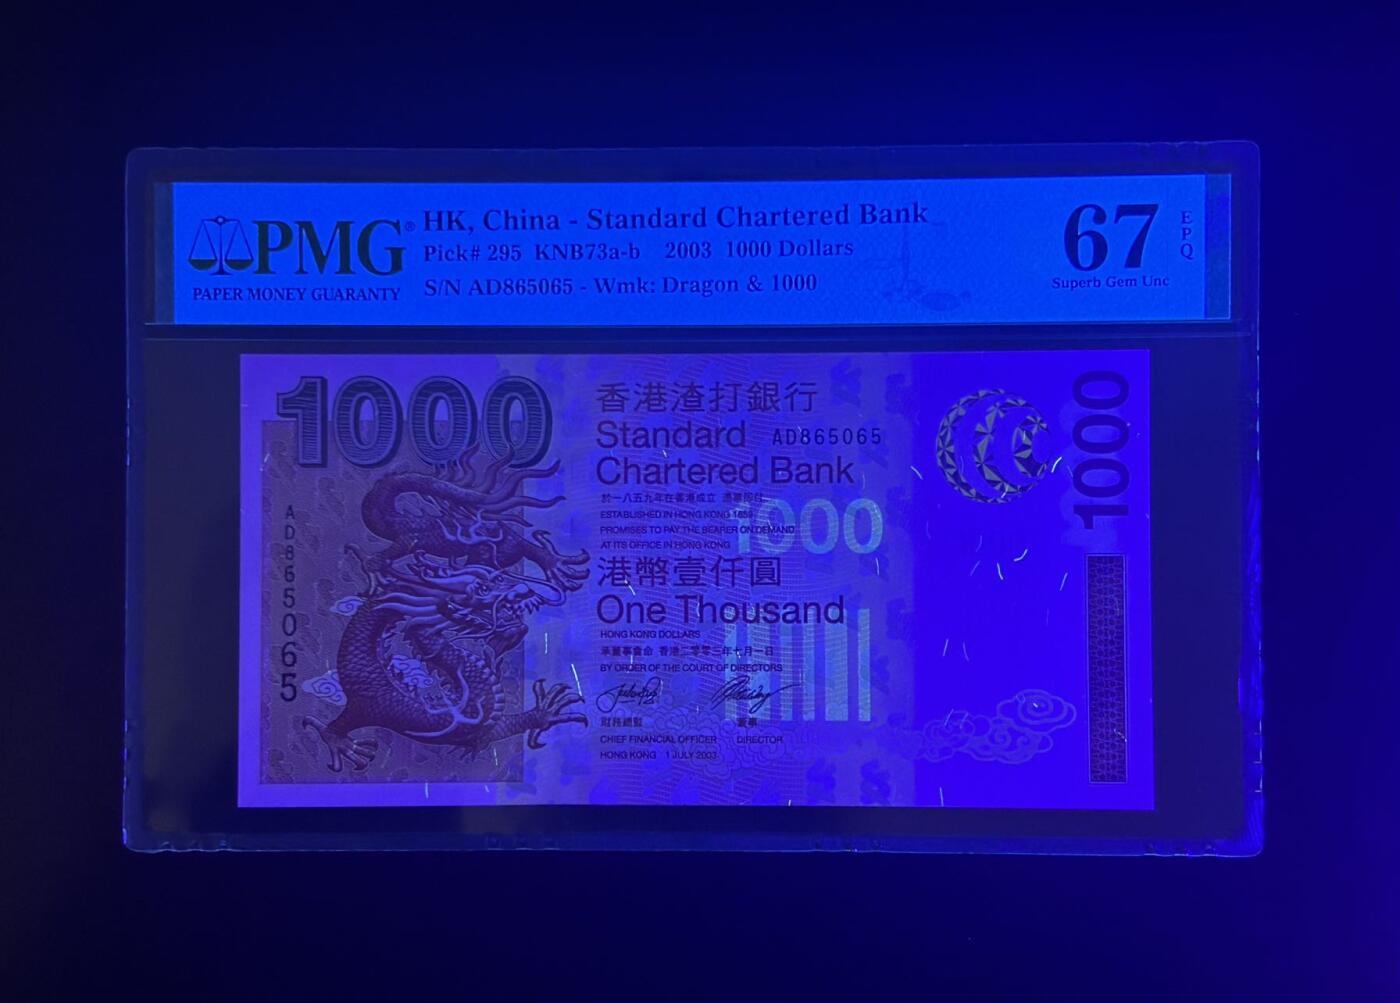 PMG®
PAPER MONEY GUARANTY
HK, China - Standard Chartered Bank
Pick# 295 KNB73a-b 2003 1000 Dollars
S/N AD865065 - Wmk: Dragon & 1000
67
EPQ
Superb Gem Unc
1000
香港渣打銀行
Standard AD865065
Chartered Bank
於一八五九年在香港成立 憑票即付
ESTABLISHED IN HONG KONG 1859
PROMISES TO PAY THE BEARER ON DEMAND
AT ITS OFFICE IN HONG KONG
1000
港幣壹仟圓
One Thousand
HONG KONG DOLLARS
承董事會命 香港二零零三年七月一日
BY ORDER OF THE COURT OF DIRECTORS
財務總監 董事
CHIEF FINANCIAL OFFICER DIRECTOR
HONG KONG 1 JULY 2003
AD865065
1000